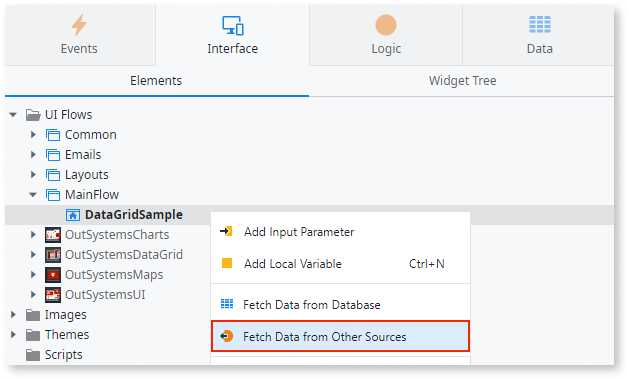 Events
Interface
Logic
Data
Elements
Widget Tree
UI Flows
Common
Emails
Layouts
MainFlow
DataGridSample
OutSystemsCharts
OutSystemsDataGrid
OutSystemsMaps
OutSystemsUI
Images
Themes
Scripts
Add Input Parameter
Add Local Variable Ctrl+N
Fetch Data from Database
Fetch Data from Other Sources